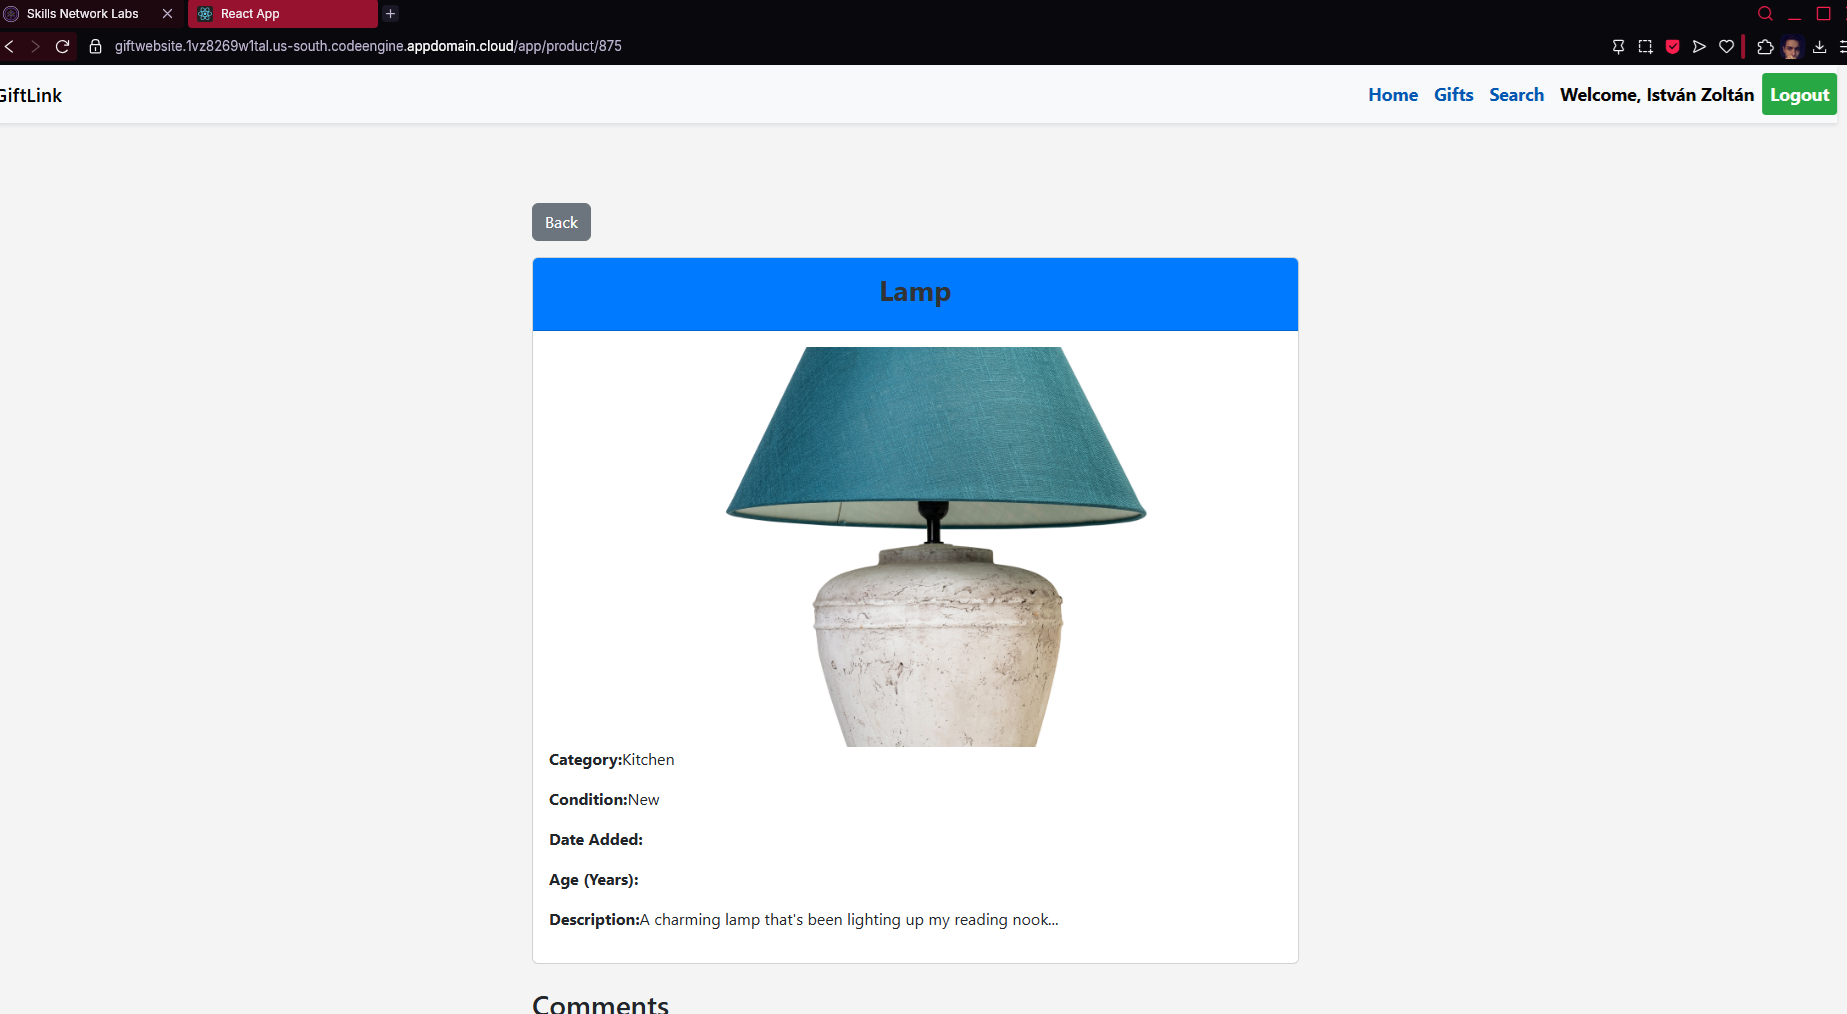 Skills Network Labs
React App
giftwebsite.1vz8269w1tal.us-south.codeengine.appdomain.cloud/app/product/875
GiftLink
Home Gifts Search Welcome, István Zoltán Logout
Back
Lamp
Category:Kitchen
Condition:New
Date Added:
Age (Years):
Description:A charming lamp that's been lighting up my reading nook...
Comments